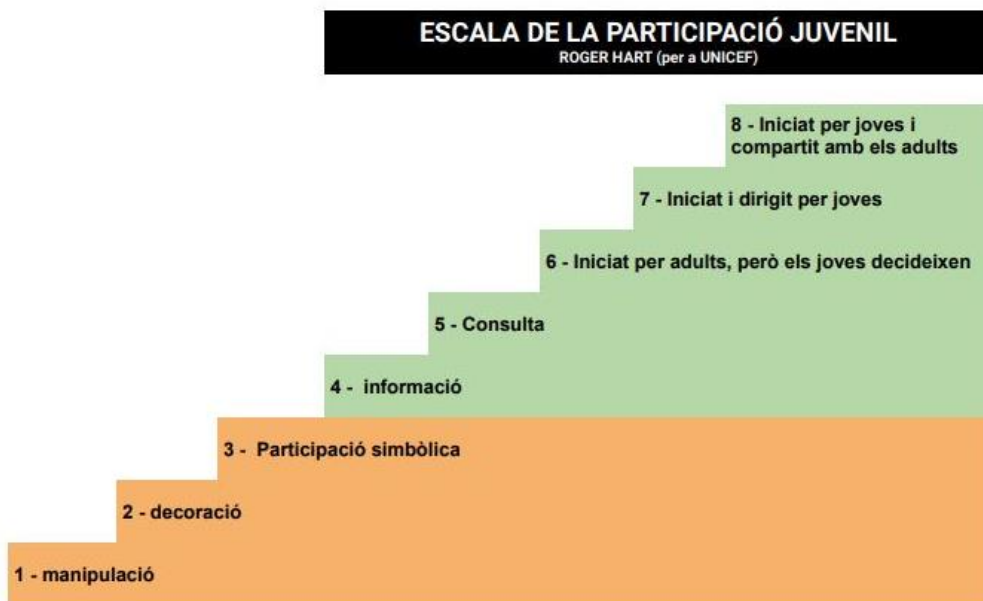 ESCALA DE LA PARTICIPACIÓ JUVENIL
ROGER HART (per a UNICEF)
8 - Iniciat per joves i
compartit amb els adults
7 - Iniciat i dirigit per joves
6 - Iniciat per adults, però els joves decideixen
5 - Consulta
4 - informació
3 - Participació simbòlica
2 - decoració
1 - manipulació